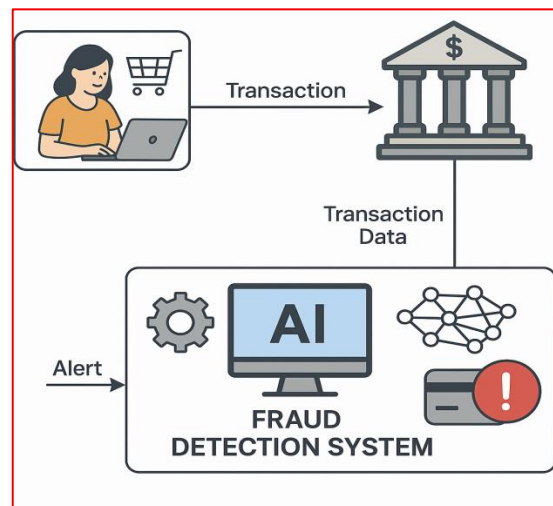 $
Transaction
Transaction
Data
AI
Alert
!
FRAUD
DETECTION SYSTEM